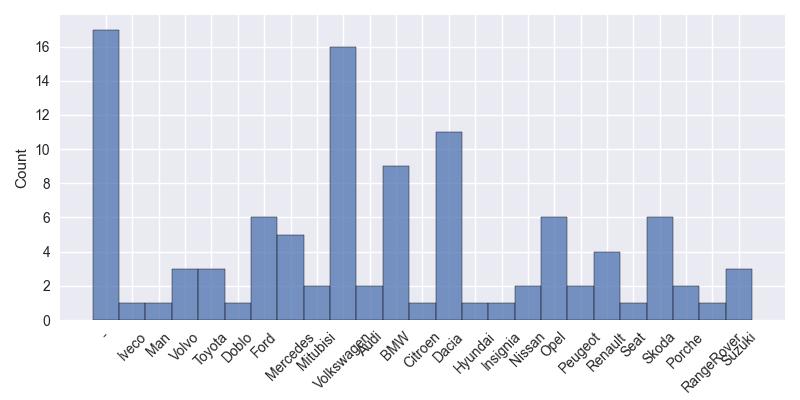 Count
16
14
12
10
8
6
4
2
0
-
Iveco
Man
Volvo
Toyota
Doblo
Ford
Mercedes
Mitubisi
Volkswagen
Audi
BMW
Citroen
Dacia
Hyundai
Insignia
Nissan
Opel
Peugeot
Renault
Seat
Skoda
Porche
RangeRover
Suzuki